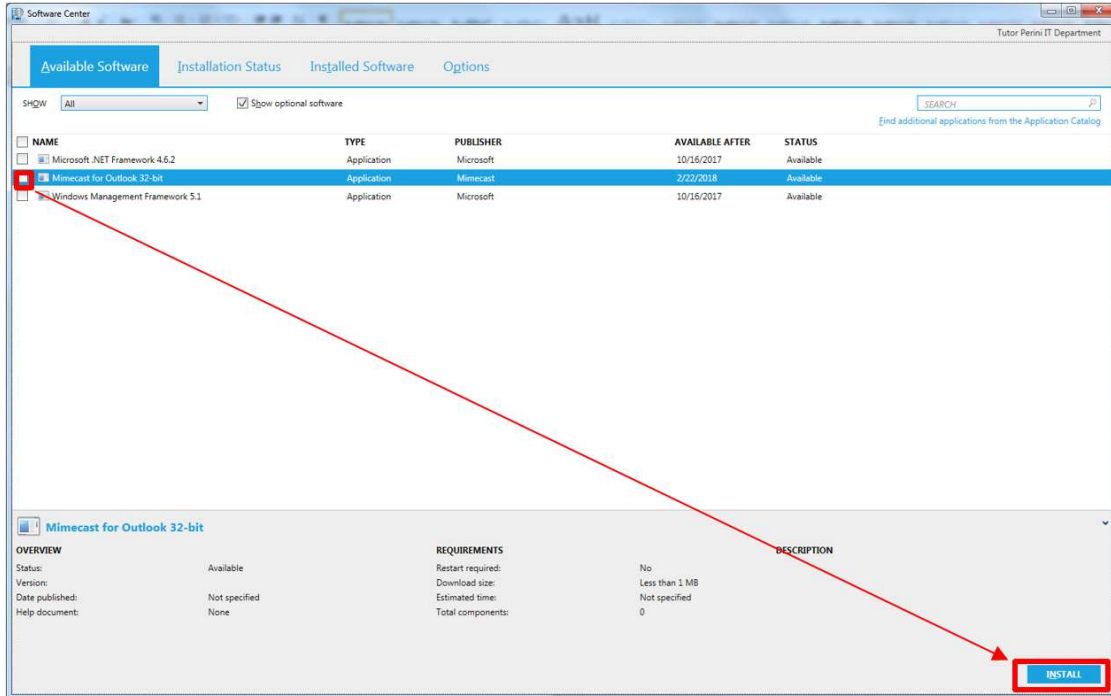 Software Center
Tutor Perini IT Department
Available Software Installation Status Installed Software Options
SHOW All Show optional software SEARCH
Find additional applications from the Application Catalog
NAME TYPE PUBLISHER AVAILABLE AFTER STATUS
Microsoft .NET Framework 4.6.2 Application Microsoft 10/16/2017 Available
Mimecast for Outlook 32-bit Application Mimecast 2/22/2018 Available
Windows Management Framework 5.1 Application Microsoft 10/16/2017 Available
Mimecast for Outlook 32-bit
OVERVIEW REQUIREMENTS DESCRIPTION
Status: Available Restart required: No
Version: Download size: Less than 1 MB
Date published: Not specified Estimated time: Not specified
Help document: None Total components: 0
INSTALL